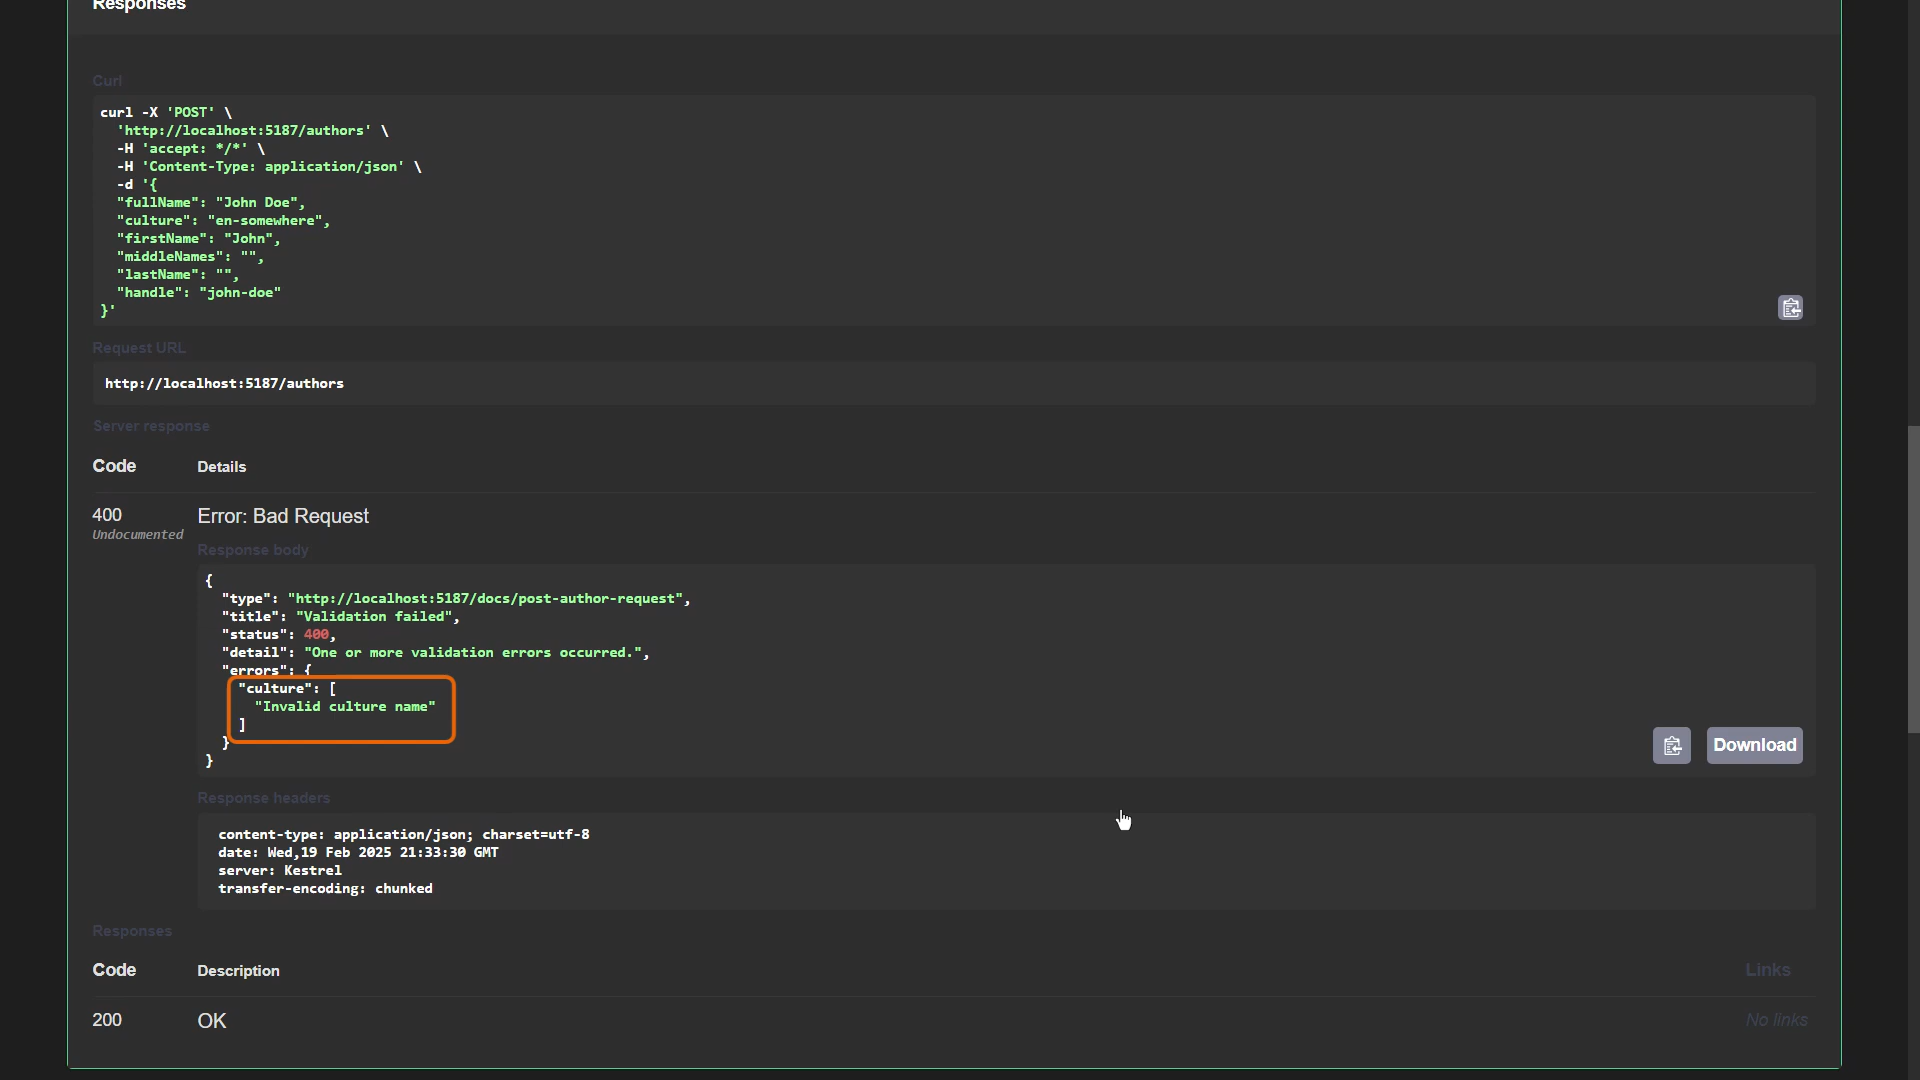 Responses
Curl
curl -X 'POST' \
'http://localhost:5187/authors' \
-H 'accept: */*' \
-H 'Content-Type: application/json' \
-d '{
"fullName": "John Doe",
"culture": "en-somewhere",
"firstName": "John",
"middleNames": "",
"lastName": "",
"handle": "john-doe"
}'
Request URL
http://localhost:5187/authors
Server response
Code Details
400 Error: Bad Request
Undocumented
Response body
{
"type": "http://localhost:5187/docs/post-author-request",
"title": "Validation failed",
"status": 400,
"detail": "One or more validation errors occurred.",
"errors": {
"culture": [
"Invalid culture name"
]
}
}
Download
Response headers
content-type: application/json; charset=utf-8
date: Wed,19 Feb 2025 21:33:30 GMT
server: Kestrel
transfer-encoding: chunked
Responses
Code Description Links
200 OK No links